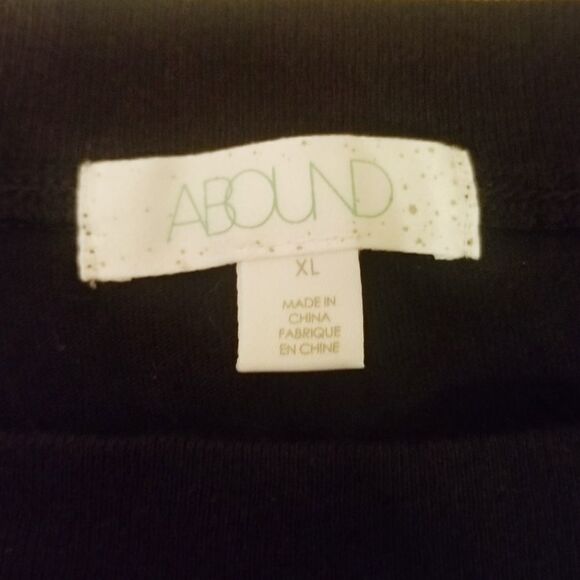 ABOUND
XL
MADE IN
CHINA
FABRIQUE
EN CHINE